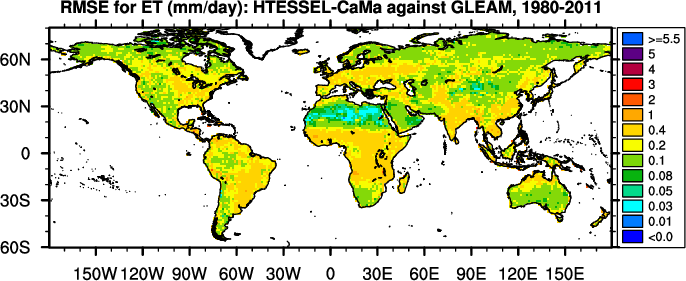 RMSE for ET (mm/day): HTESSEL-CaMa against GLEAM, 1980-2011
60N
30N
0
30S
60S
150W 120W 90W 60W 30W 0 30E 60E 90E 120E 150E
>=5.5
5
4
3
2
1
0.4
0.2
0.1
0.08
0.05
0.03
0.01
<0.0